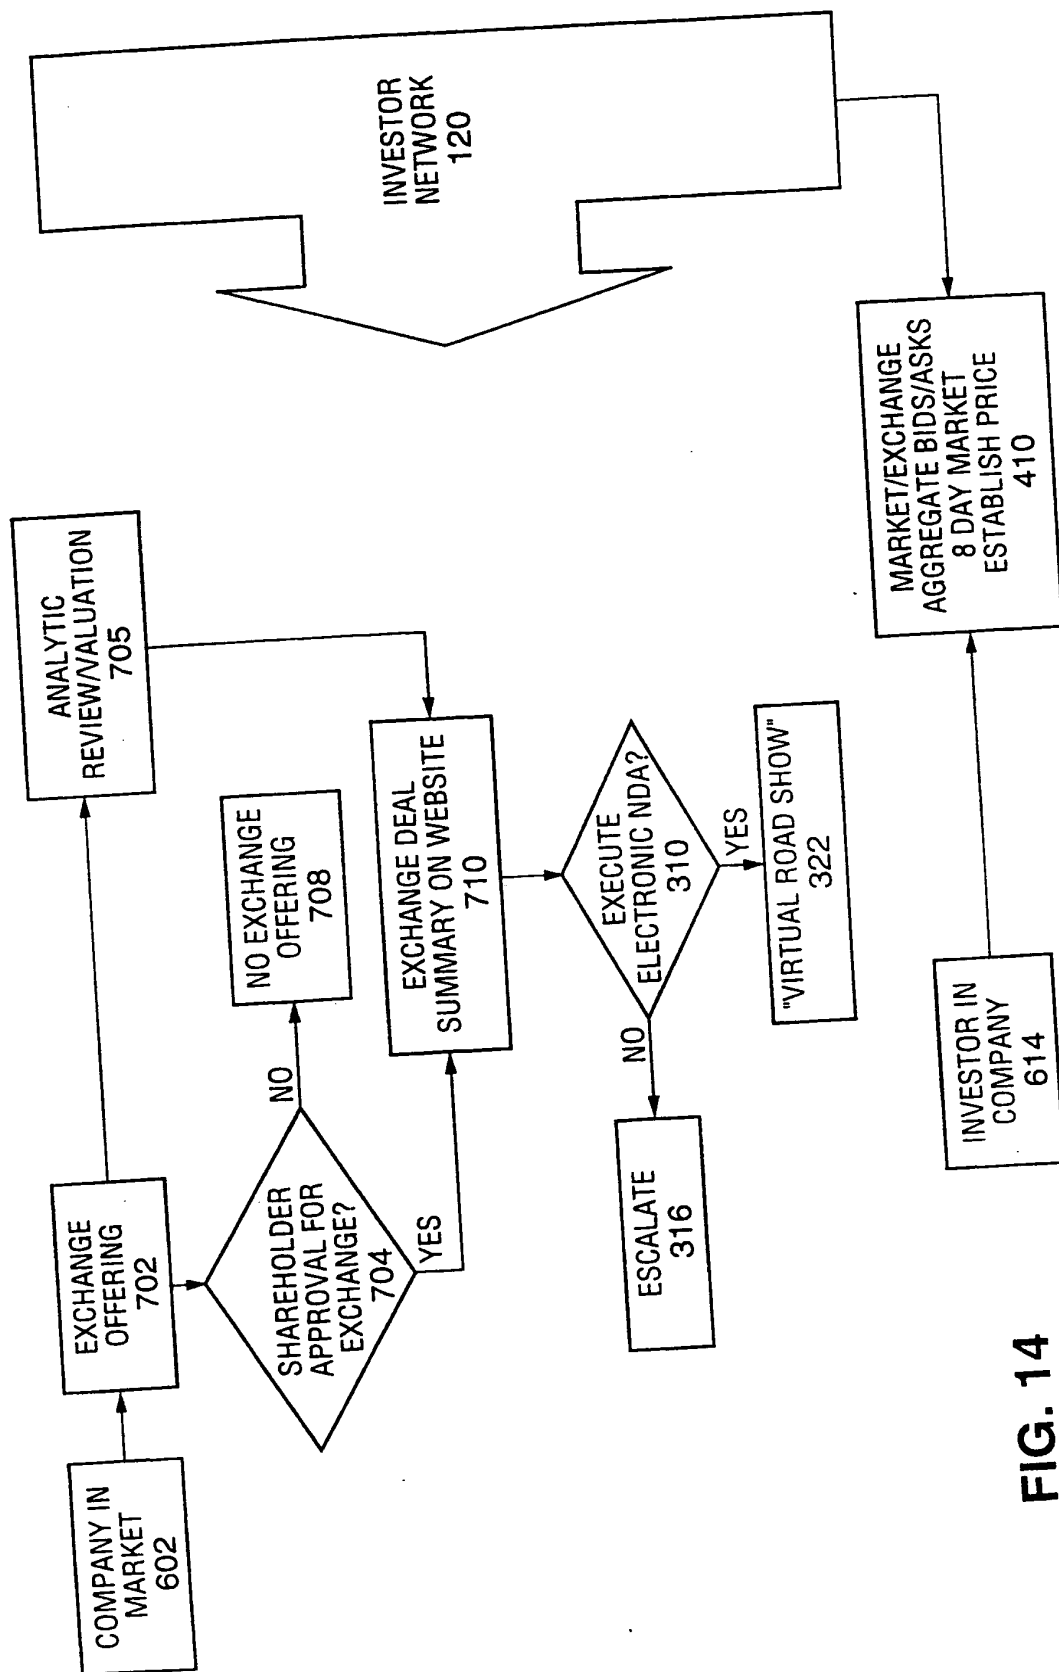 COMPANY IN
MARKET
602
EXCHANGE
OFFERING
702
ANALYTIC
REVIEW/VALUATION
705
SHAREHOLDER
APPROVAL FOR
EXCHANGE?
704
NO
YES
NO EXCHANGE
OFFERING
708
EXCHANGE DEAL
SUMMARY ON WEBSITE
710
EXECUTE
ELECTRONIC NDA?
310
NO
YES
ESCALATE
316
"VIRTUAL ROAD SHOW"
322
INVESTOR
NETWORK
120
INVESTOR IN
COMPANY
614
MARKET/EXCHANGE
AGGREGATE BIDS/ASKS
8 DAY MARKET
ESTABLISH PRICE
410
FIG. 14